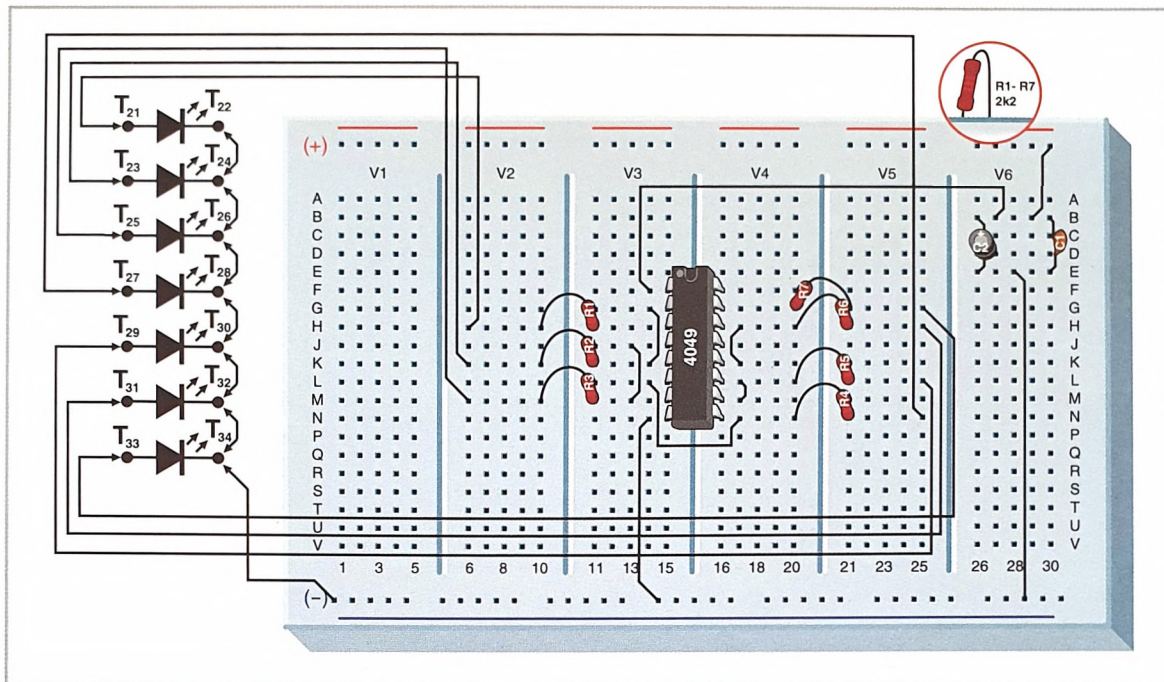 R1- R7
2k2
T21 T22
T23 T24
T25 T26
T27 T28
T29 T30
T31 T32
T33 T34
(+)
V1 V2 V3 V4 V5 V6
A A
B B
C C
D D
E E
F F
G G
H H
J J
K K
L L
M M
N N
P P
Q Q
R R
S S
T T
U U
V V
C2
C1
R1
R2
R3
4049
R7
R6
R5
R4
1 3 5 6 8 10 11 13 15 16 18 20 21 23 25 26 28 30
(-)